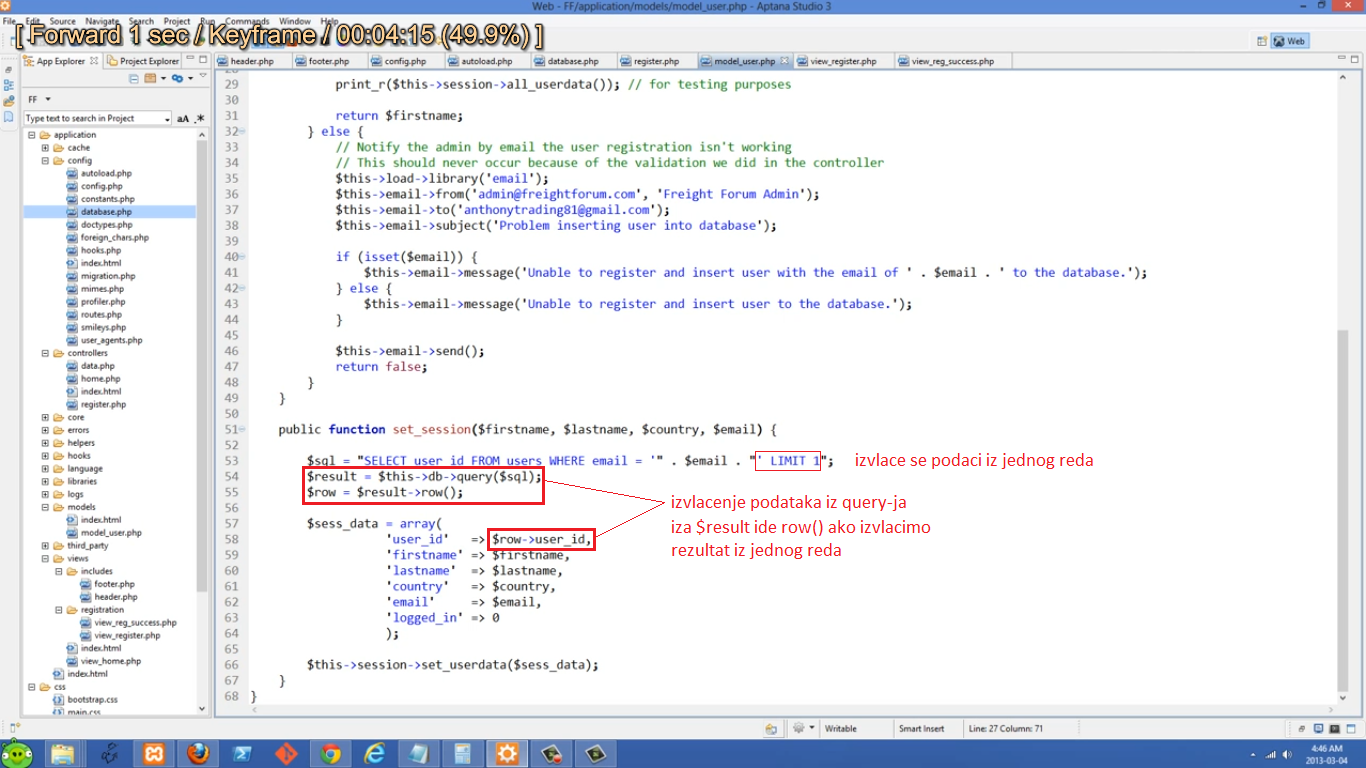 Web - FF/application/models/model_user.php - Aptana Studio 3
File Edit Source Navigate Search Project Run Commands Window Help
[ Forward 1 sec / Keyframe / 00:04:15 (49.9%) ]
Web
App Explorer Project Explorer
header.php footer.php config.php autoload.php database.php register.php model_user.php view_register.php view_reg_success.php
FF
Type text to search in Project
aA .*
application
cache
config
autoload.php
config.php
constants.php
database.php
doctypes.php
foreign_chars.php
hooks.php
index.html
migration.php
mimes.php
profiler.php
routes.php
smileys.php
user_agents.php
controllers
data.php
home.php
index.html
register.php
core
errors
helpers
hooks
language
libraries
logs
models
index.html
model_user.php
third_party
views
includes
footer.php
header.php
registration
view_reg_success.php
view_register.php
index.html
view_home.php
index.html
css
bootstrap.css
main.css
29 print_r($this->session->all_userdata()); // for testing purposes
30
31 return $firstname;
32 } else {
33 // Notify the admin by email the user registration isn't working
34 // This should never occur because of the validation we did in the controller
35 $this->load->library('email');
36 $this->email->from('admin@freightforum.com', 'Freight Forum Admin');
37 $this->email->to('anthonytrading81@gmail.com');
38 $this->email->subject('Problem inserting user into database');
39
40 if (isset($email)) {
41 $this->email->message('Unable to register and insert user with the email of ' . $email . ' to the database.');
42 } else {
43 $this->email->message('Unable to register and insert user to the database.');
44 }
45
46 $this->email->send();
47 return false;
48 }
49 }
50
51 public function set_session($firstname, $lastname, $country, $email) {
52
53 $sql = "SELECT user_id FROM users WHERE email = '" . $email . "' LIMIT 1"; izvlace se podaci iz jednog reda
54 $result = $this->db->query($sql);
55 $row = $result->row();
56
izvlacenje podataka iz query-ja
57 $sess_data = array(
iza $result ide row() ako izvlacimo
58 'user_id' => $row->user_id,
rezultat iz jednog reda
59 'firstname' => $firstname,
60 'lastname' => $lastname,
61 'country' => $country,
62 'email' => $email,
63 'logged_in' => 0
64 );
65
66 $this->session->set_userdata($sess_data);
67 }
68 }
Writable Smart Insert Line: 27 Column: 71
4:46 AM
2013-03-04